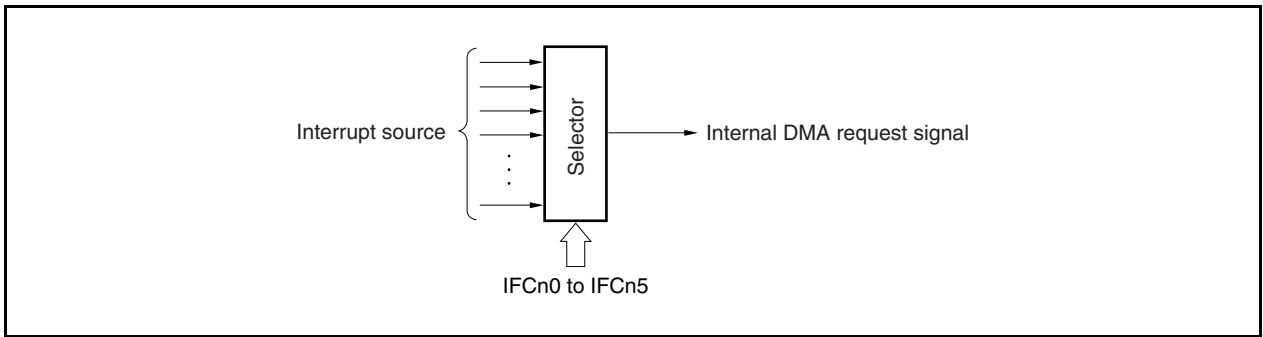 Interrupt source
Selector
Internal DMA request signal
IFCn0 to IFCn5